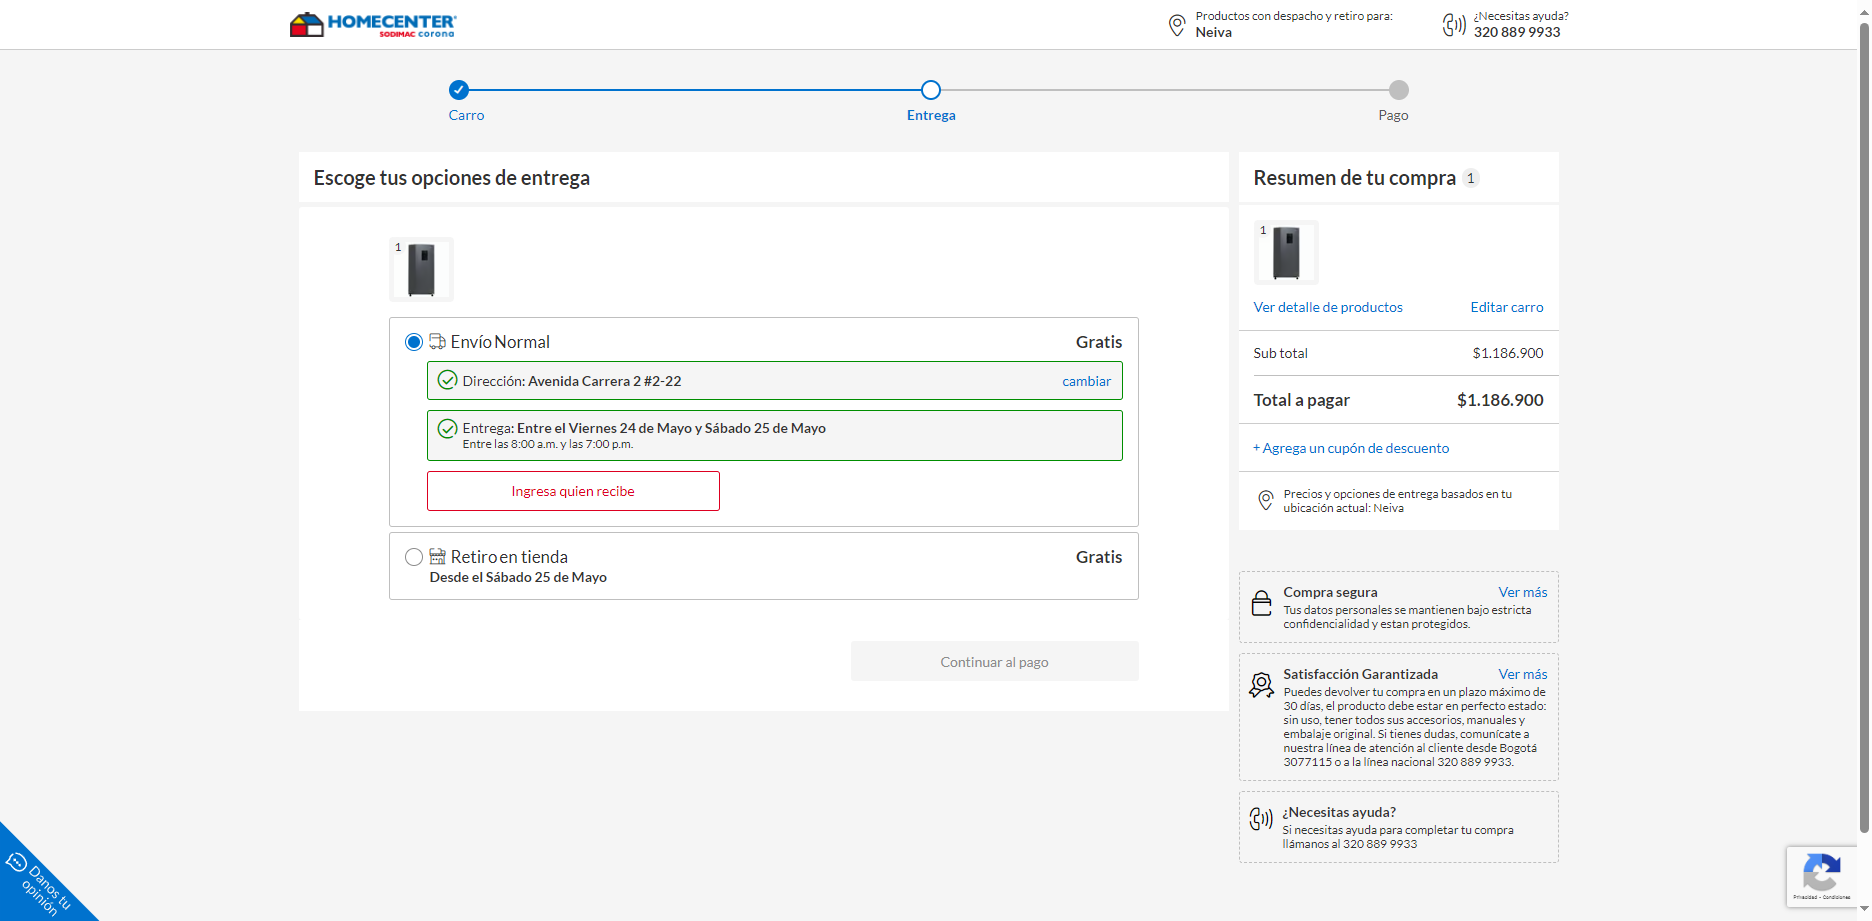 HOMECENTER
SODIMAC corona
Productos con despacho y retiro para:
Neiva
¿Necesitas ayuda?
320 889 9933
Carro
Entrega
Pago
Escoge tus opciones de entrega
1
Envío Normal
Gratis
Dirección: Avenida Carrera 2 #2-22
cambiar
Entrega: Entre el Viernes 24 de Mayo y Sábado 25 de Mayo
Entre las 8:00 a.m. y las 7:00 p.m.
Ingresa quien recibe
Retiro en tienda
Gratis
Desde el Sábado 25 de Mayo
Continuar al pago
Resumen de tu compra 1
1
Ver detalle de productos
Editar carro
Sub total
$1.186.900
Total a pagar
$1.186.900
+ Agrega un cupón de descuento
Precios y opciones de entrega basados en tu
ubicación actual: Neiva
Compra segura
Ver más
Tus datos personales se mantienen bajo estricta
confidencialidad y estan protegidos.
Satisfacción Garantizada
Ver más
Puedes devolver tu compra en un plazo máximo de
30 días, el producto debe estar en perfecto estado:
sin uso, tener todos sus accesorios, manuales y
embalaje original. Si tienes dudas, comunícate a
nuestra línea de atención al cliente desde Bogotá
3077115 o a la línea nacional 320 889 9933.
¿Necesitas ayuda?
Si necesitas ayuda para completar tu compra
llámanos al 320 889 9933
Danos tu
opinión
Privacidad - Condiciones